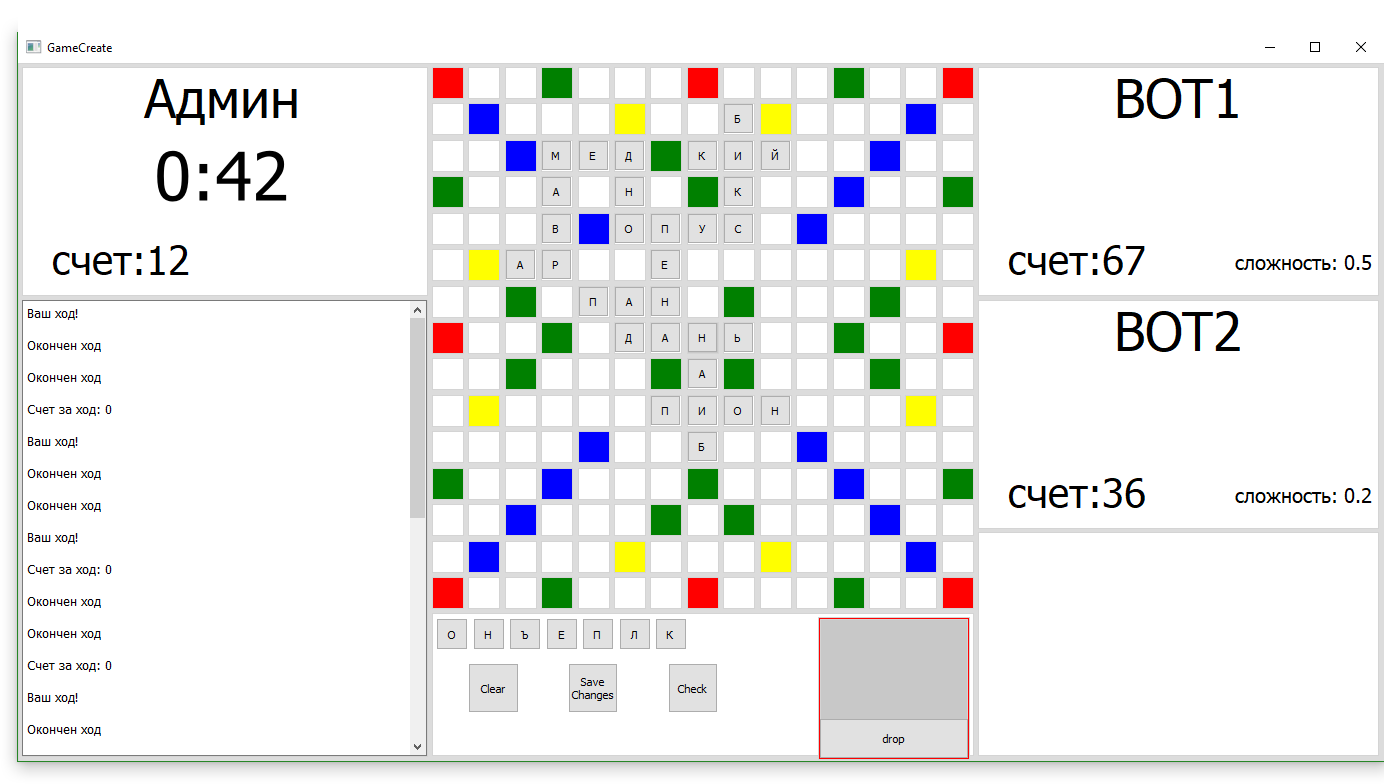 GameCreate
Админ
0:42
счет:12
Ваш ход!
Окончен ход
Окончен ход
Счет за ход: 0
Ваш ход!
Окончен ход
Окончен ход
Ваш ход!
Счет за ход: 0
Окончен ход
Окончен ход
Счет за ход: 0
Ваш ход!
Окончен ход
Б
М Е Д К И Й
А Н К
В О П У С
А Р Е
П А Н
Д А Н Ь
А
П И О Н
Б
О Н Ъ Е П Л К
Clear
Save
Changes
Check
drop
BOT1
счет:67
сложность: 0.5
BOT2
счет:36
сложность: 0.2